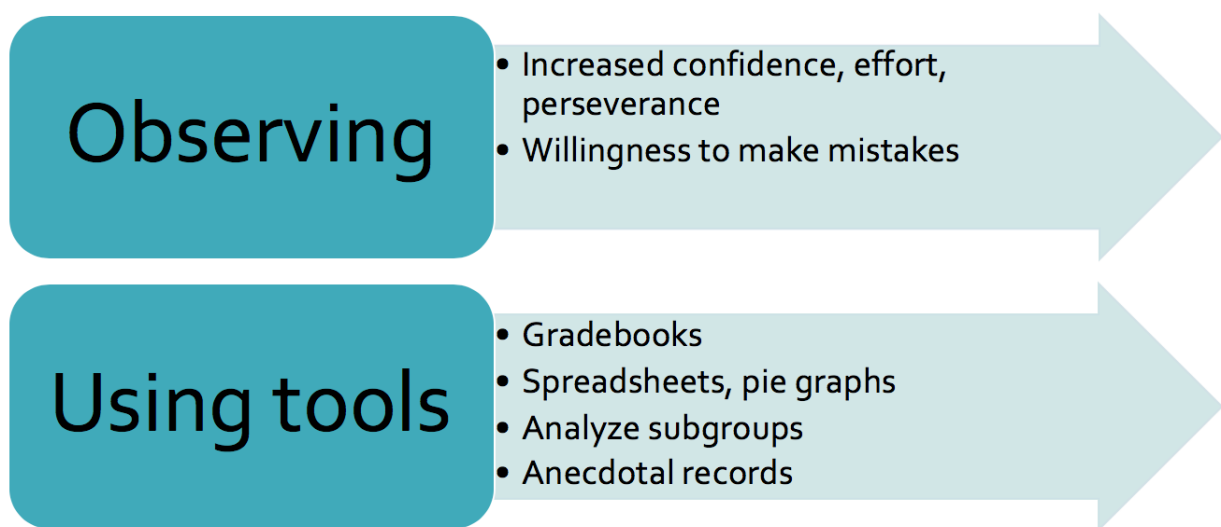 Observing
• Increased confidence, effort,
perseverance
• Willingness to make mistakes
Using tools
• Gradebooks
• Spreadsheets, pie graphs
• Analyze subgroups
• Anecdotal records